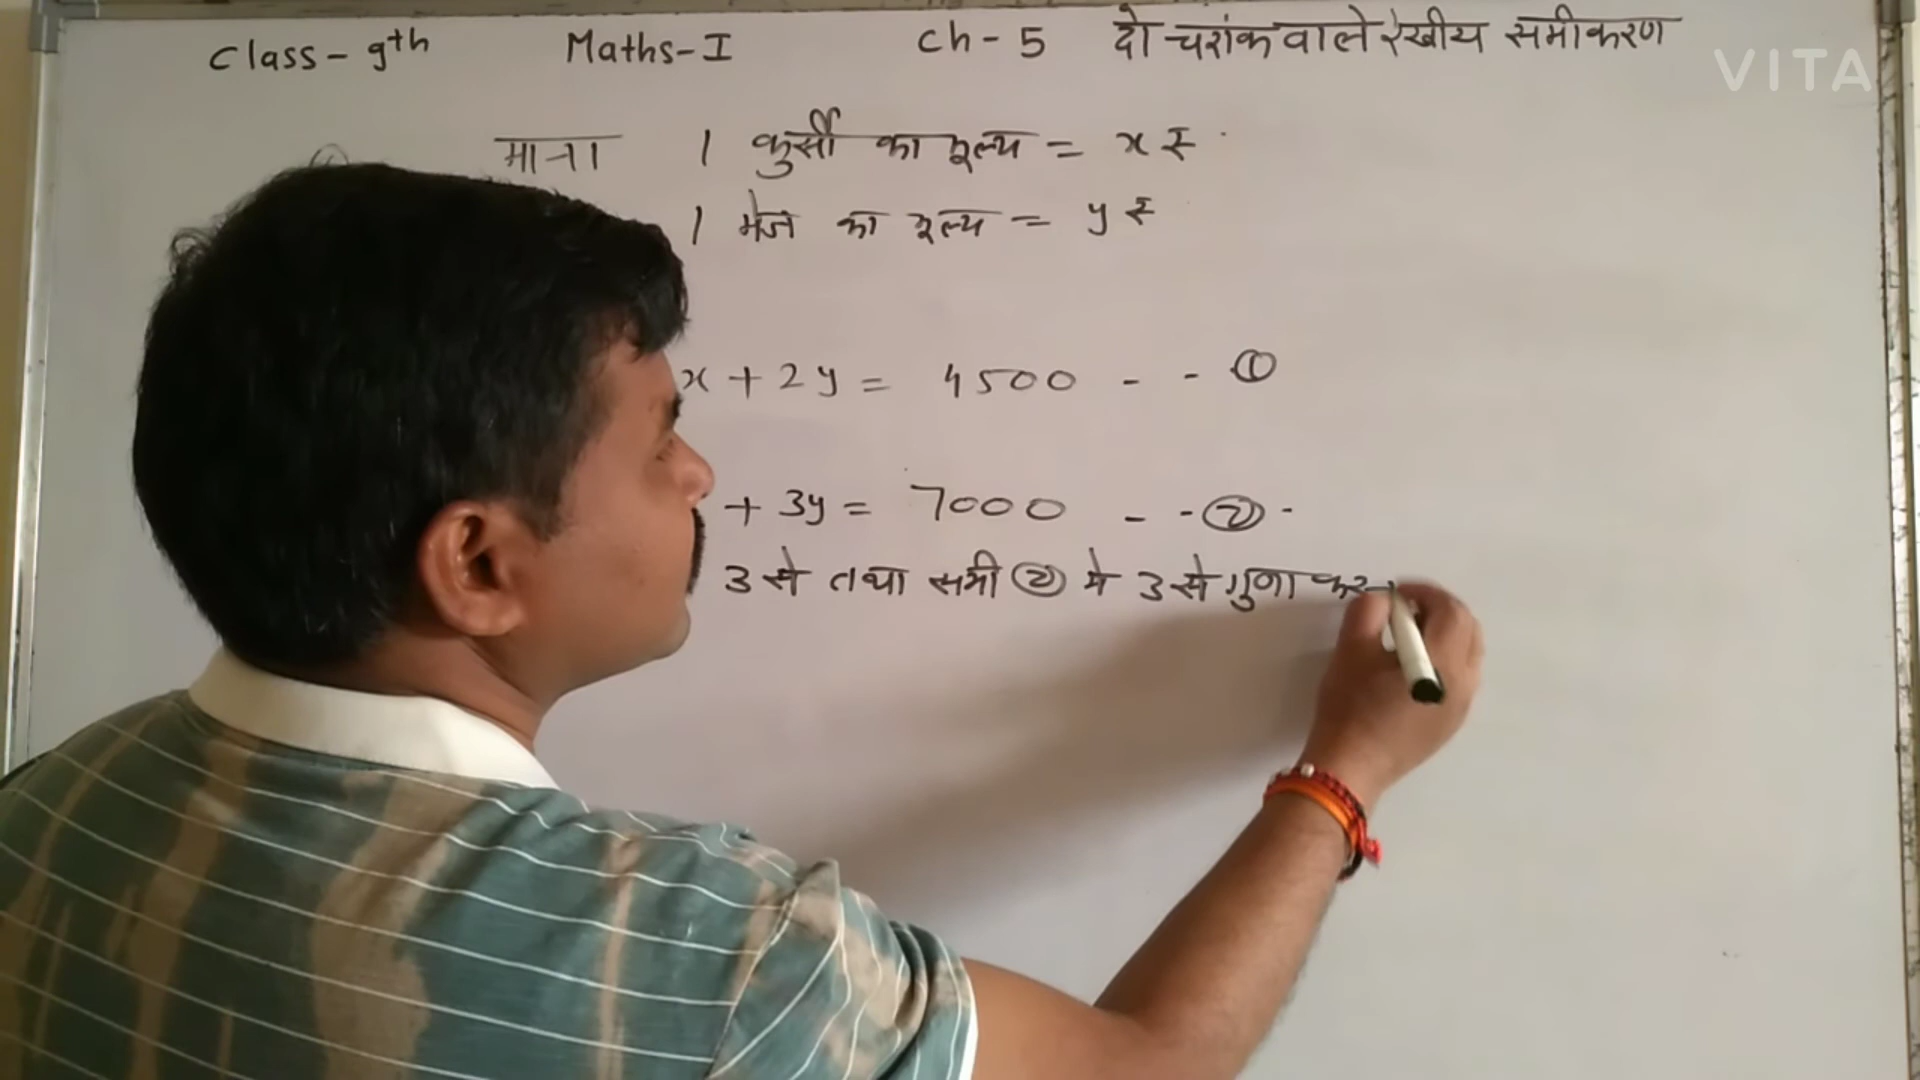 Class- 9th Maths-I Ch-5 दो चरांक वाले रेखीय समीकरण
VITA
माना 1 कुर्सी का मूल्य = x रु
1 मेज का मूल्य = y रु
x + 2y = 4500 - - ①
+ 3y = 7000 - - ② -
3 से तथा समी ② मे 3 से गुणा कर